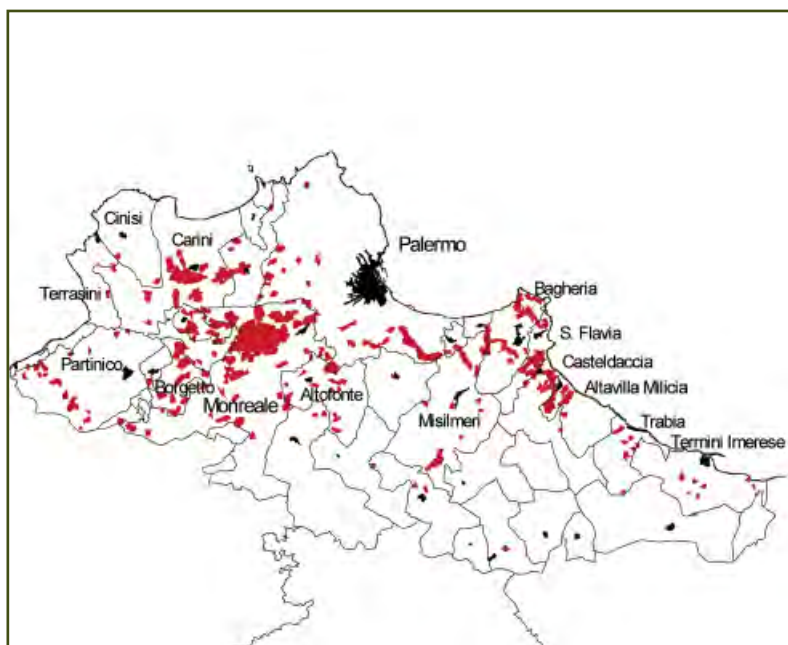 Cinisi
Carini
Palermo
Terrasini
Bagheria
S. Flavia
Partinico
Casteldaccia
Borgetto
Altofonte
Altavilla Milicia
Monreale
Misilmeri
Trabia
Termini Imerese